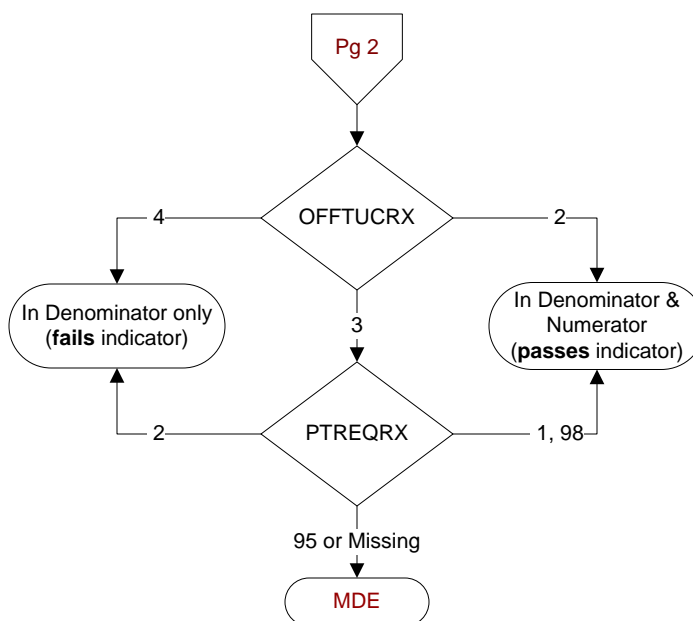 Pg 2
OFFTUCRX
4
2
In Denominator only
(fails indicator)
In Denominator &
Numerator
(passes indicator)
3
PTREQRX
2
1, 98
95 or Missing
MDE